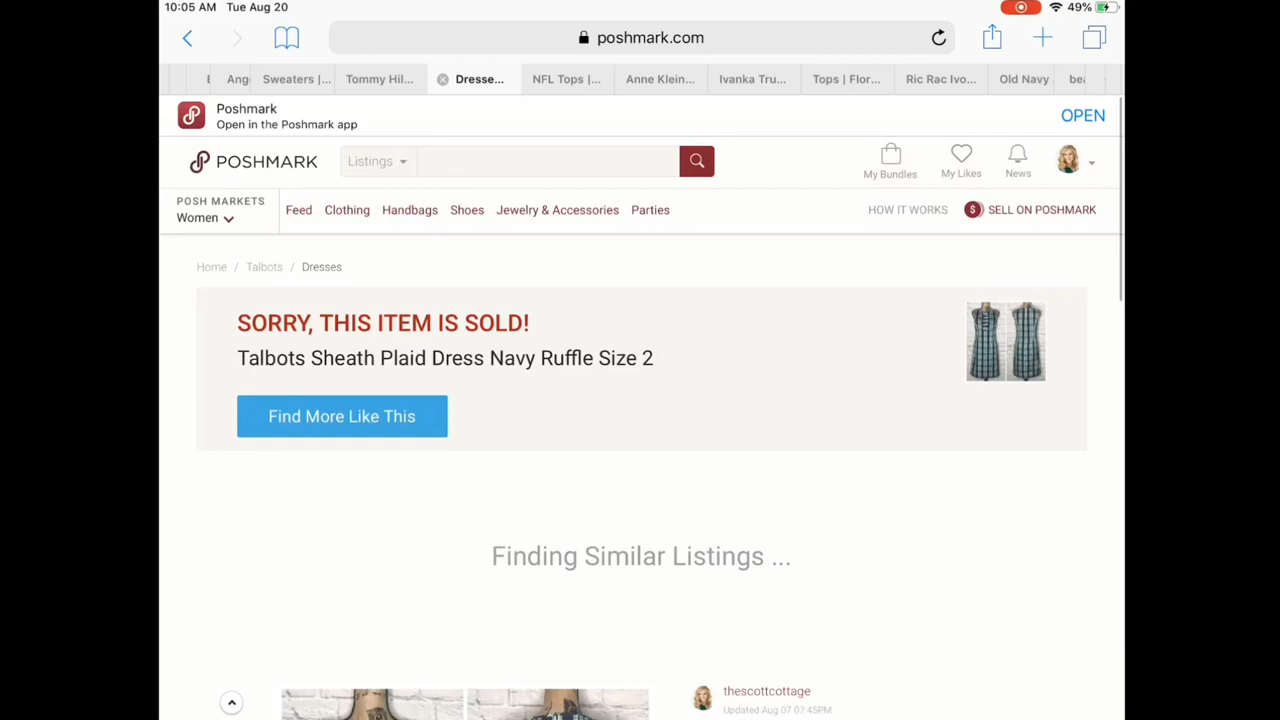 10:05 AM Tue Aug 20
49%
poshmark.com
Ang
Sweaters |...
Tommy Hil...
Dresse...
NFL Tops |...
Anne Klein...
Ivanka Tru...
Tops | Flor...
Ric Rac Ivo...
Old Navy
bea
Poshmark
Open in the Poshmark app
OPEN
POSHMARK
Listings
My Bundles
My Likes
News
POSH MARKETS
Women
Feed
Clothing
Handbags
Shoes
Jewelry & Accessories
Parties
HOW IT WORKS
$ SELL ON POSHMARK
Home / Talbots / Dresses
SORRY, THIS ITEM IS SOLD!
Talbots Sheath Plaid Dress Navy Ruffle Size 2
Find More Like This
Finding Similar Listings ...
thescottcottage
Updated Aug 07 07:45PM